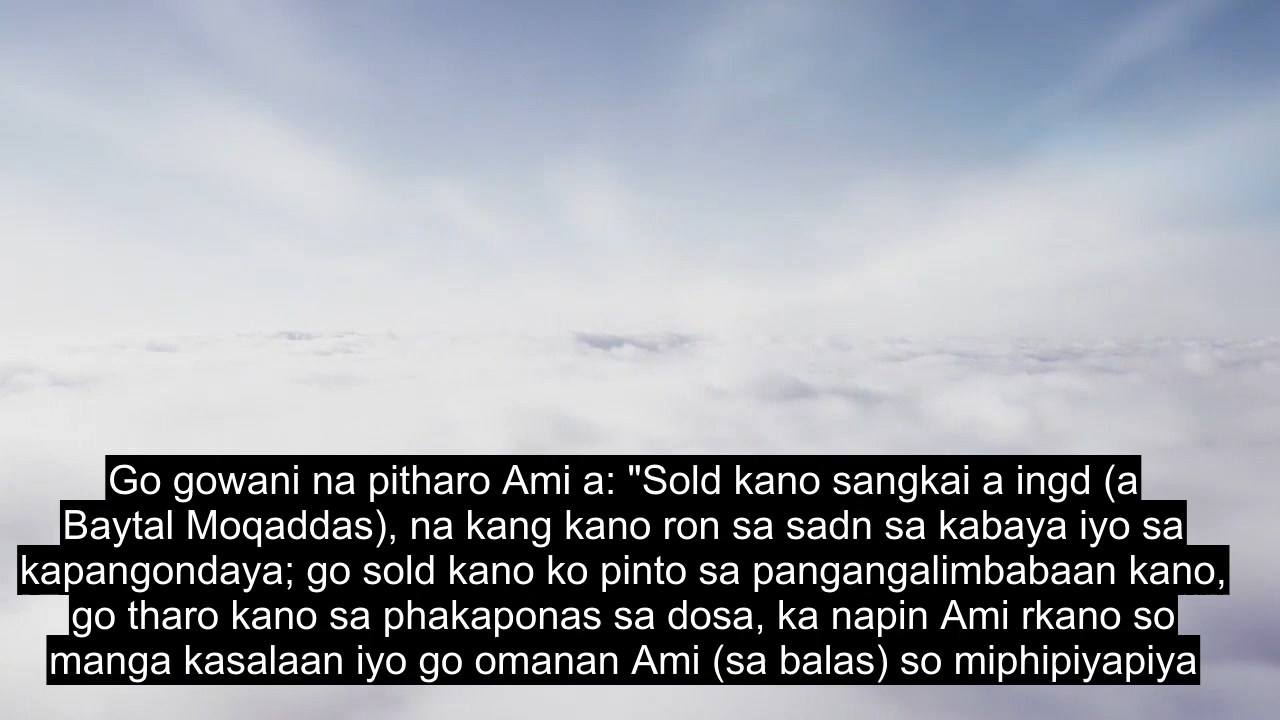 Go gowani na pitharo Ami a: "Sold kano sangkai a ingd (a
Baytal Moqaddas), na kang kano ron sa sadn sa kabaya iyo sa
kapangondaya; go sold kano ko pinto sa pangangalimbabaan kano,
go tharo kano sa phakaponas sa dosa, ka napin Ami rkano so
manga kasalaan iyo go omanan Ami (sa balas) so miphipiyapiya